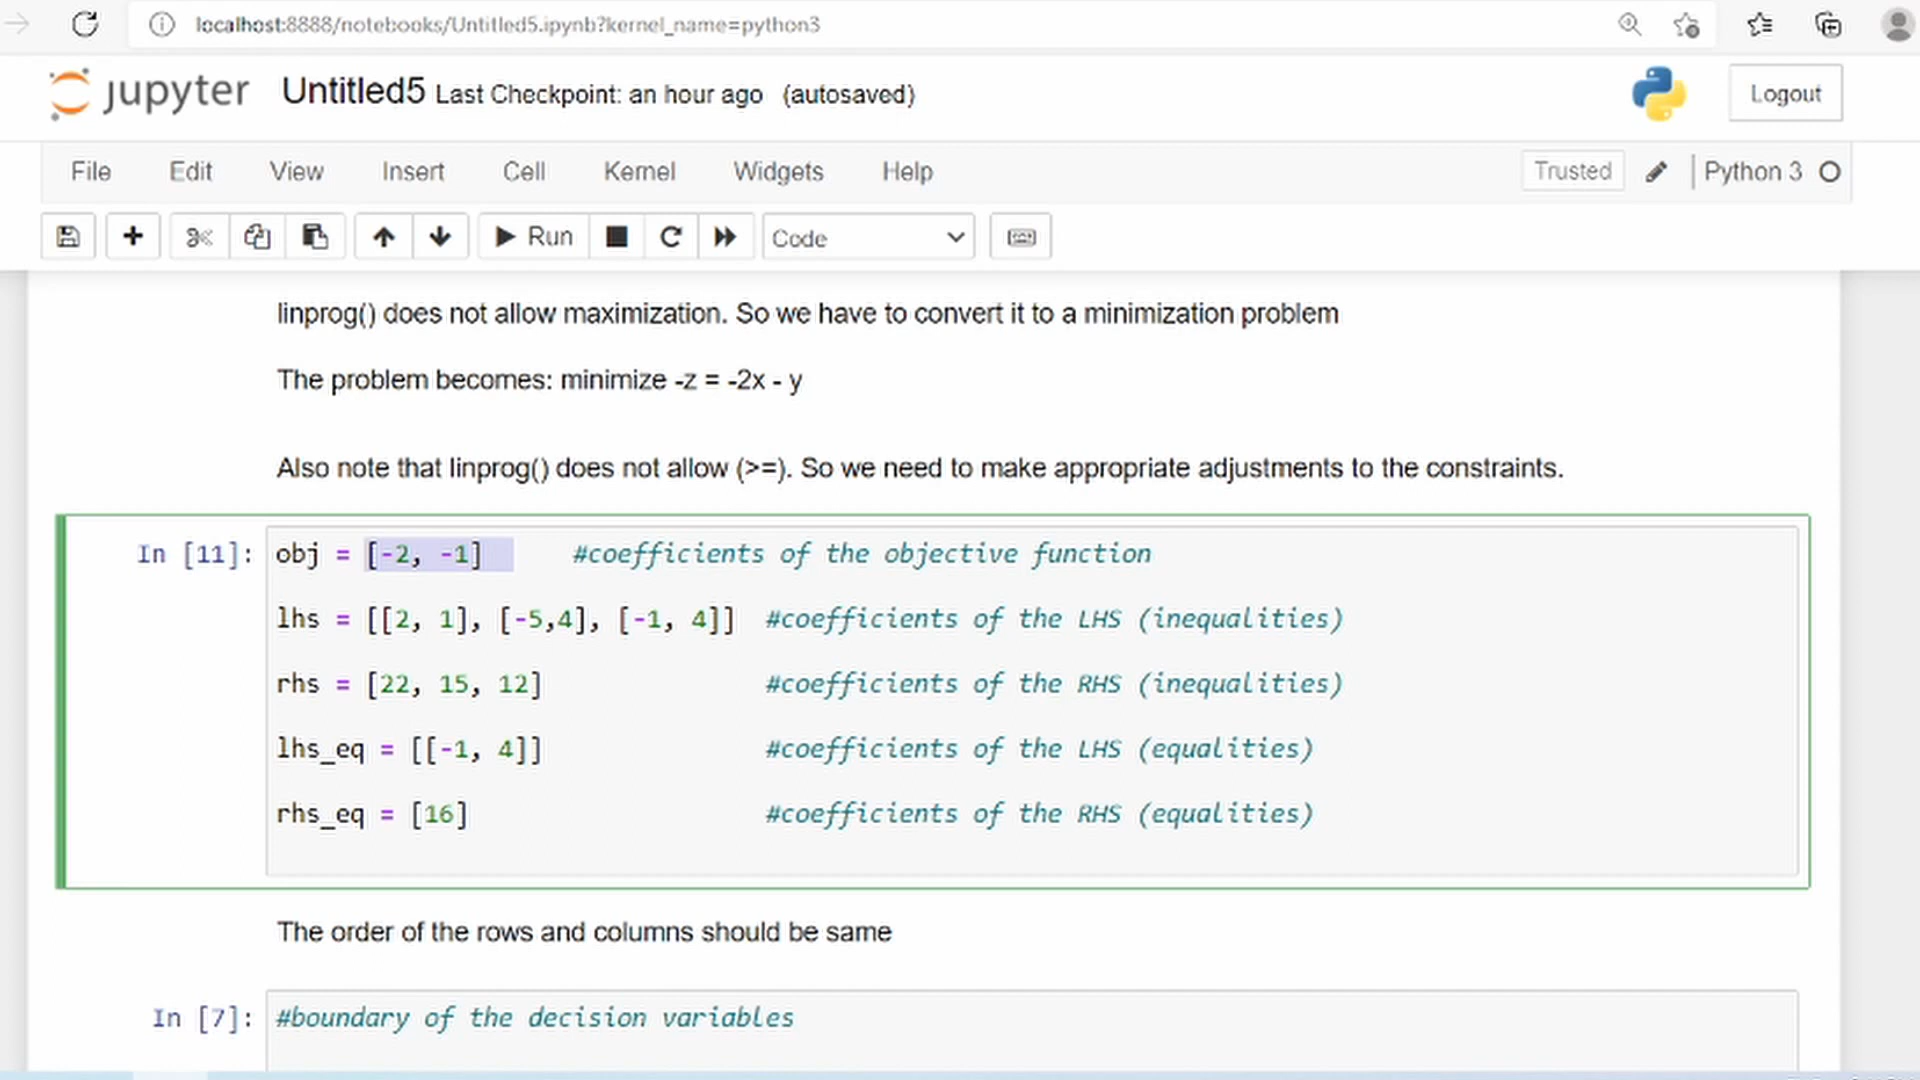 localhost:8888/notebooks/Untitled5.ipynb?kernel_name=python3
jupyter Untitled5 Last Checkpoint: an hour ago (autosaved) Logout
File Edit View Insert Cell Kernel Widgets Help Trusted Python 3
Run Code
linprog() does not allow maximization. So we have to convert it to a minimization problem
The problem becomes: minimize -z = -2x - y
Also note that linprog() does not allow (>=). So we need to make appropriate adjustments to the constraints.
In [11]: obj = [-2, -1] #coefficients of the objective function
lhs = [[2, 1], [-5,4], [-1, 4]] #coefficients of the LHS (inequalities)
rhs = [22, 15, 12] #coefficients of the RHS (inequalities)
lhs_eq = [[-1, 4]] #coefficients of the LHS (equalities)
rhs_eq = [16] #coefficients of the RHS (equalities)
The order of the rows and columns should be same
In [7]: #boundary of the decision variables